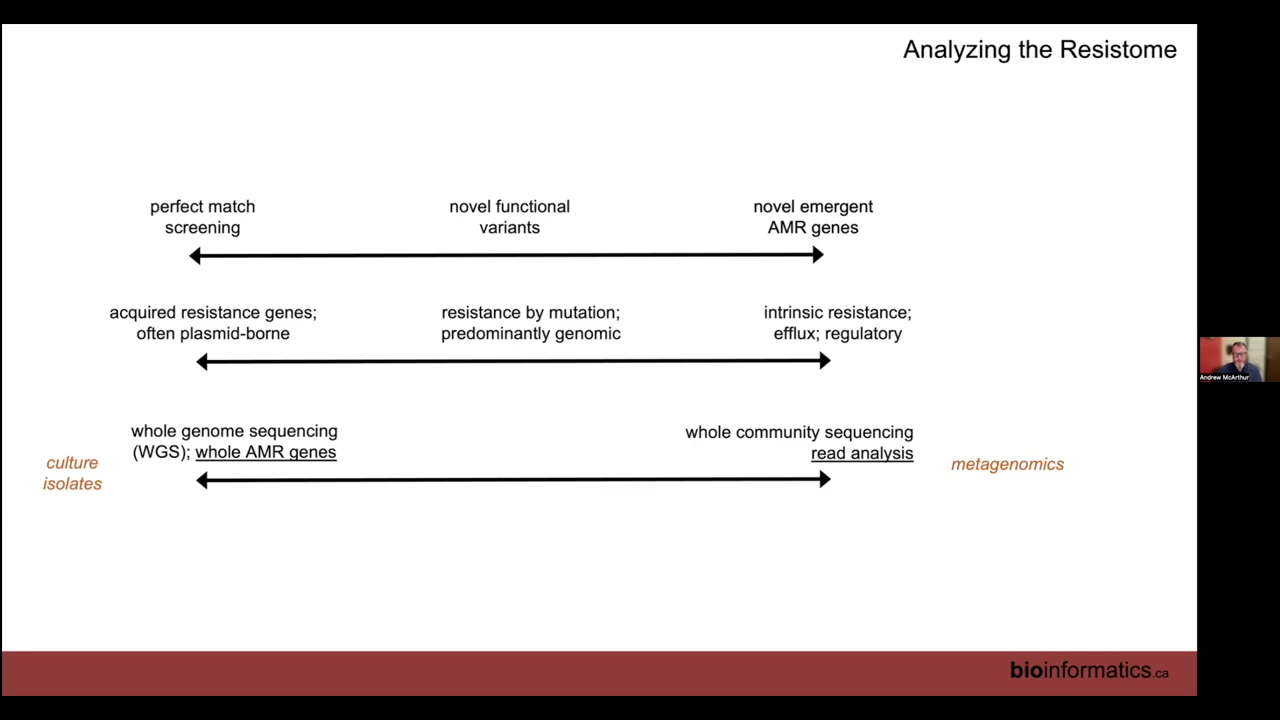 Analyzing the Resistome
perfect match
screening
novel functional
variants
novel emergent
AMR genes
acquired resistance genes;
often plasmid-borne
resistance by mutation;
predominantly genomic
intrinsic resistance;
efflux; regulatory
culture
isolates
whole genome sequencing
(WGS); whole AMR genes
whole community sequencing
read analysis
metagenomics
Andrew McArthur
bioinformatics.ca